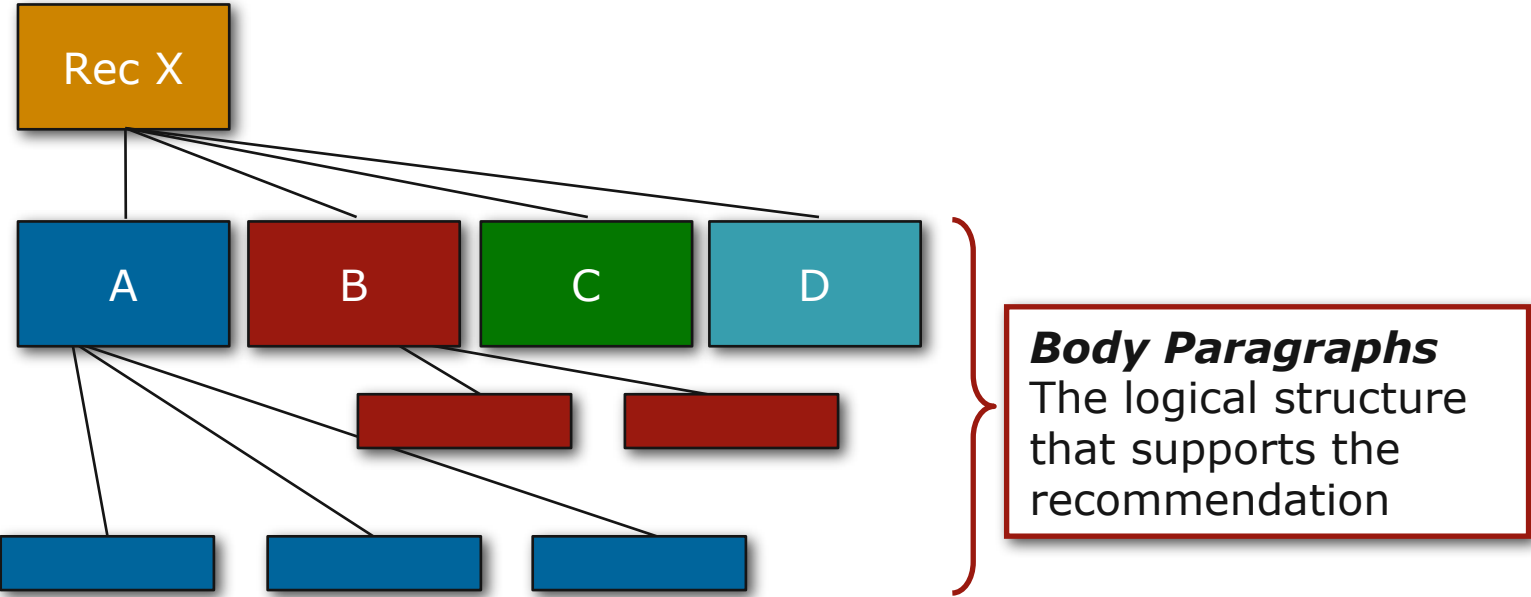 Rec X
A
B
C
D
Body Paragraphs
The logical structure
that supports the
recommendation